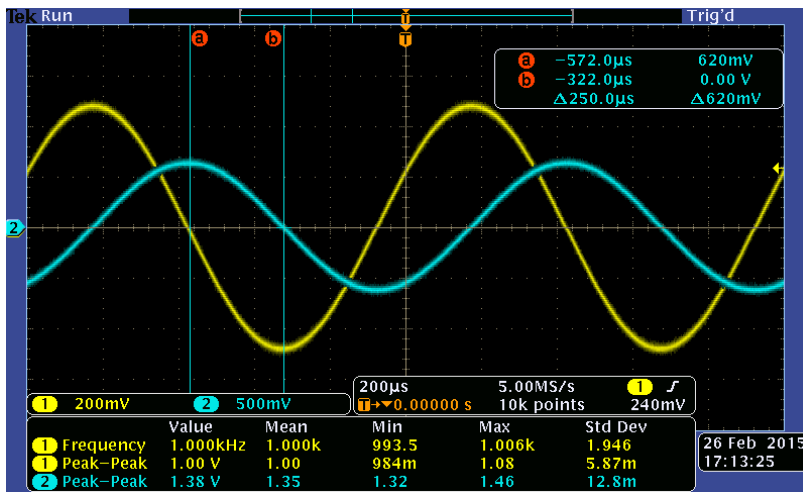 Tek Run Trig'd
a b T
a −572.0µs 620mV
b −322.0µs 0.00 V
Δ250.0µs Δ620mV
2
1 200mV 2 500mV
200µs 5.00MS/s 1
T→▼0.00000 s 10k points 240mV
Value Mean Min Max Std Dev
1 Frequency 1.000kHz 1.000k 993.5 1.006k 1.946
1 Peak−Peak 1.00 V 1.00 984m 1.08 5.87m
2 Peak−Peak 1.38 V 1.35 1.32 1.46 12.8m
26 Feb 2015
17:13:25